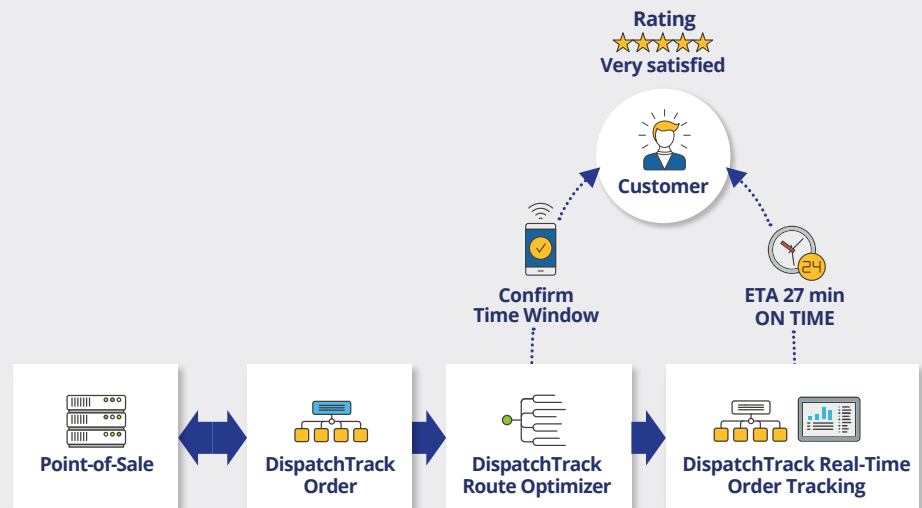 Rating
Very satisfied
Customer
Confirm
Time Window
24
ETA 27 min
ON TIME
Point-of-Sale
DispatchTrack
Order
DispatchTrack
Route Optimizer
DispatchTrack Real-Time
Order Tracking